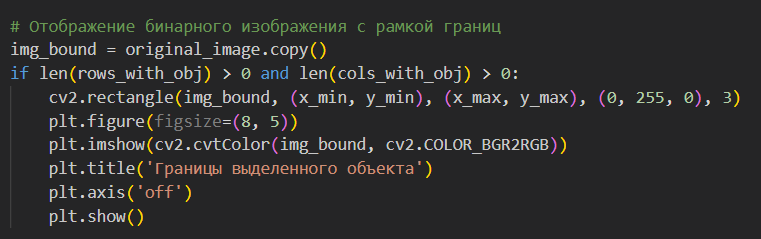 # Отображение бинарного изображения с рамкой границ
img_bound = original_image.copy()
if len(rows_with_obj) > 0 and len(cols_with_obj) > 0:
    cv2.rectangle(img_bound, (x_min, y_min), (x_max, y_max), (0, 255, 0), 3)
    plt.figure(figsize=(8, 5))
    plt.imshow(cv2.cvtColor(img_bound, cv2.COLOR_BGR2RGB))
    plt.title('Границы выделенного объекта')
    plt.axis('off')
    plt.show()